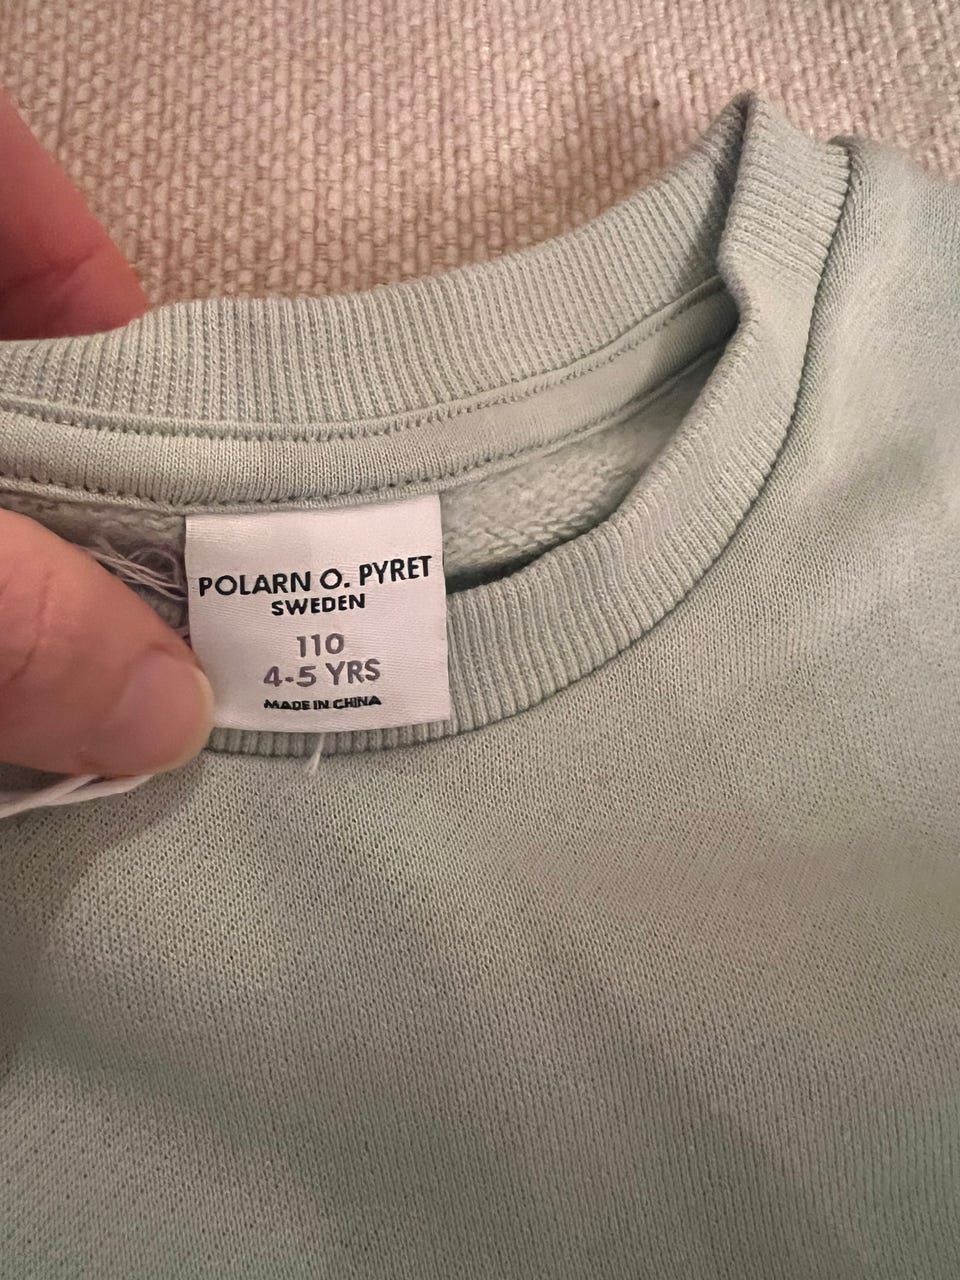 POLARN O. PYRET
SWEDEN
110
4-5 YRS
MADE IN CHINA